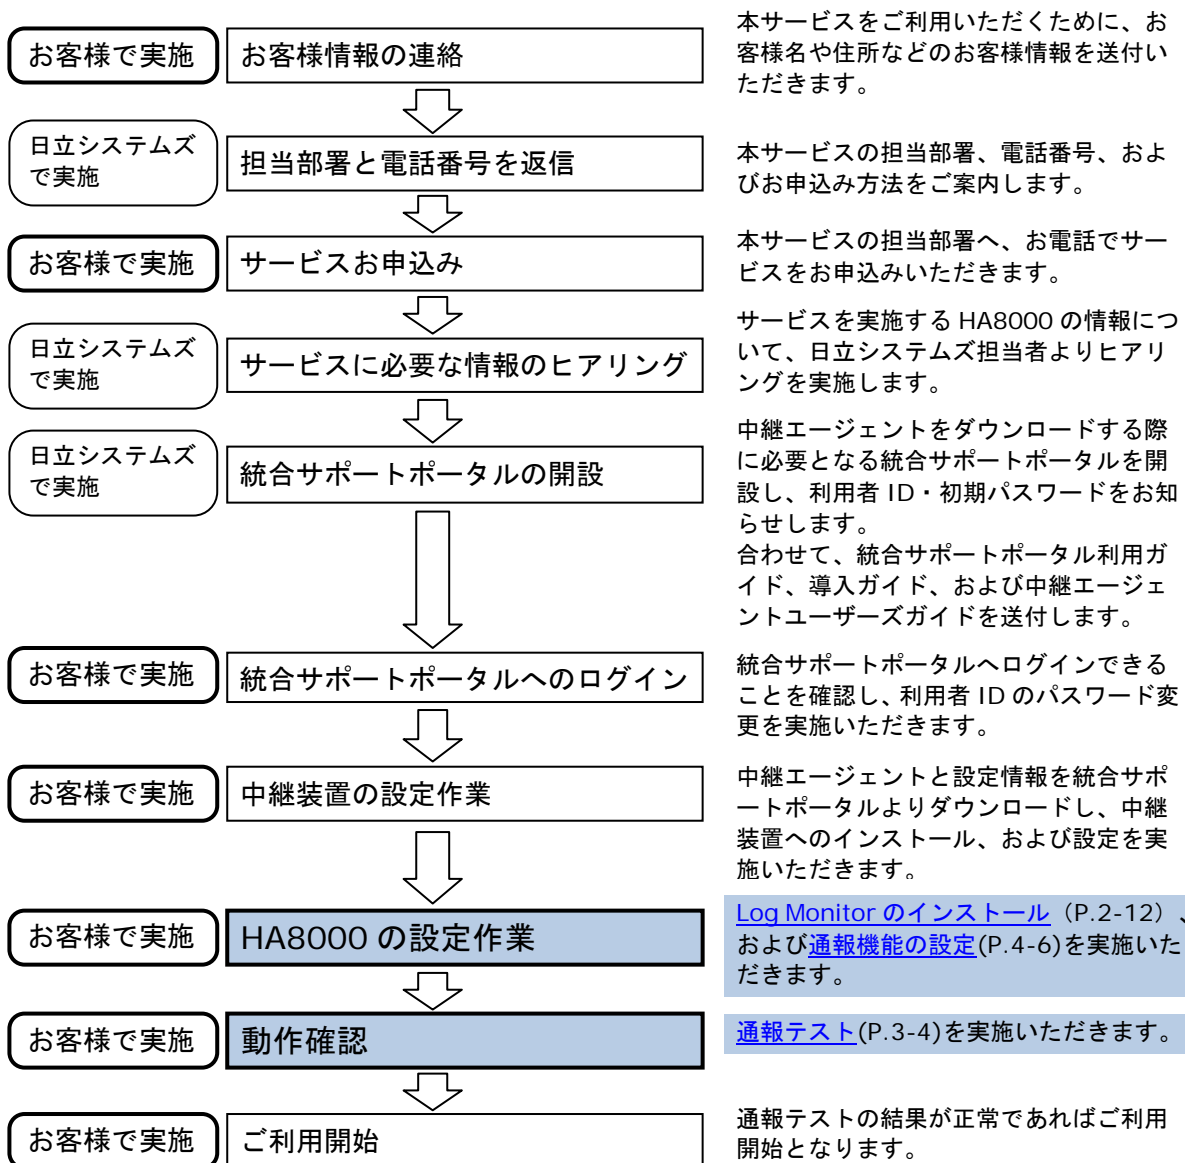 お客様で実施
お客様情報の連絡
本サービスをご利用いただくために、お
客様名や住所などのお客様情報を送付い
ただきます。
日立システムズ
で実施
担当部署と電話番号を返信
本サービスの担当部署、電話番号、およ
びお申込み方法をご案内します。
お客様で実施
サービスお申込み
本サービスの担当部署へ、お電話でサー
ビスをお申込みいただきます。
日立システムズ
で実施
サービスに必要な情報のヒアリング
サービスを実施する HA8000 の情報につ
いて、日立システムズ担当者よりヒアリ
ングを実施します。
日立システムズ
で実施
統合サポートポータルの開設
中継エージェントをダウンロードする際
に必要となる統合サポートポータルを開
設し、利用者 ID・初期パスワードをお知
らせします。
合わせて、統合サポートポータル利用ガ
イド、導入ガイド、および中継エージェ
ントユーザーズガイドを送付します。
お客様で実施
統合サポートポータルへのログイン
統合サポートポータルへログインできる
ことを確認し、利用者 ID のパスワード変
更を実施いただきます。
お客様で実施
中継装置の設定作業
中継エージェントと設定情報を統合サポ
ートポータルよりダウンロードし、中継
装置へのインストール、および設定を実
施いただきます。
お客様で実施
HA8000 の設定作業
Log Monitor のインストール（P.2-12）、
および通報機能の設定(P.4-6)を実施いた
だきます。
お客様で実施
動作確認
通報テスト(P.3-4)を実施いただきます。
お客様で実施
ご利用開始
通報テストの結果が正常であればご利用
開始となります。